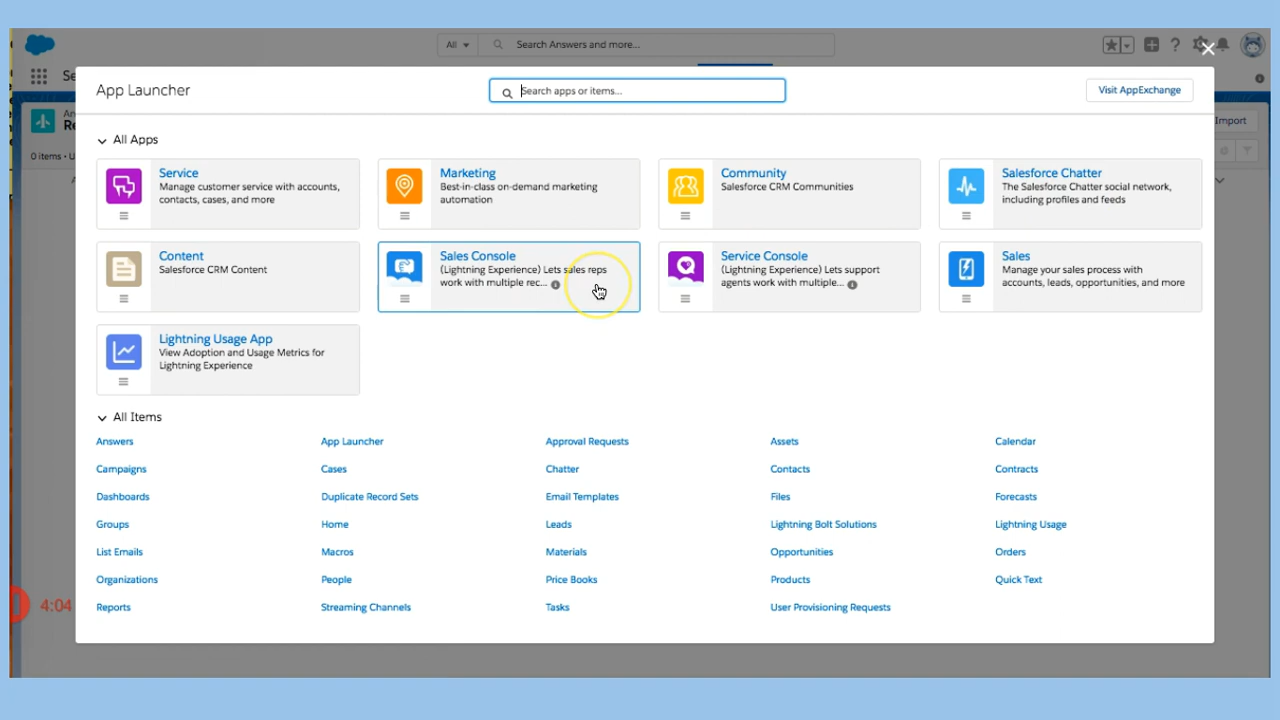 All
Search Answers and more...
Se
App Launcher
Search apps or items...
Visit AppExchange
Re
Import
0 items • U
All Apps
Service
Manage customer service with accounts,
contacts, cases, and more
Marketing
Best-in-class on-demand marketing
automation
Community
Salesforce CRM Communities
Salesforce Chatter
The Salesforce Chatter social network,
including profiles and feeds
Content
Salesforce CRM Content
Sales Console
(Lightning Experience) Lets sales reps
work with multiple rec...
Service Console
(Lightning Experience) Lets support
agents work with multiple...
Sales
Manage your sales process with
accounts, leads, opportunities, and more
Lightning Usage App
View Adoption and Usage Metrics for
Lightning Experience
All Items
Answers
App Launcher
Approval Requests
Assets
Calendar
Campaigns
Cases
Chatter
Contacts
Contracts
Dashboards
Duplicate Record Sets
Email Templates
Files
Forecasts
Groups
Home
Leads
Lightning Bolt Solutions
Lightning Usage
List Emails
Macros
Materials
Opportunities
Orders
Organizations
People
Price Books
Products
Quick Text
Reports
Streaming Channels
Tasks
User Provisioning Requests
4:04